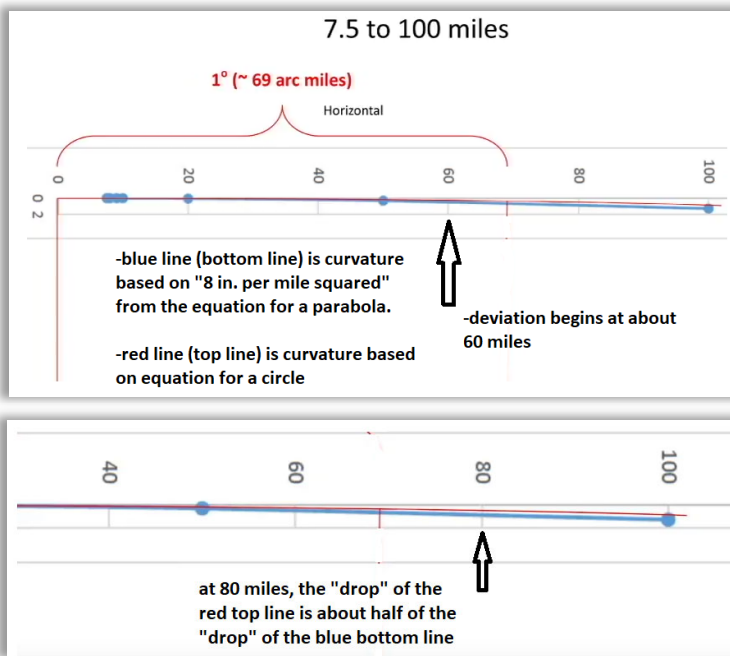 7.5 to 100 miles
1° (~ 69 arc miles)
Horizontal
0 20 40 60 80 100
0
2
-blue line (bottom line) is curvature
based on "8 in. per mile squared"
from the equation for a parabola.
-deviation begins at about
60 miles
-red line (top line) is curvature based
on equation for a circle
40 60 80 100
at 80 miles, the "drop" of the
red top line is about half of the
"drop" of the blue bottom line